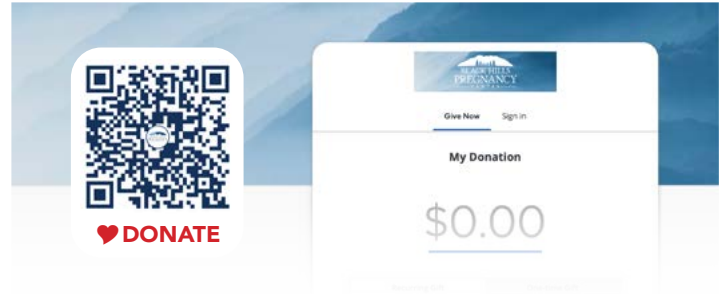 DONATE
BLACK HILLS
PREGNANCY
CENTER
Give Now Sign in
My Donation
$0.00